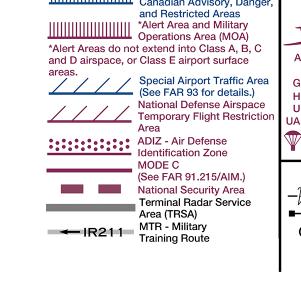 Canadian Advisory, Danger,
and Restricted Areas
*Alert Area and Military
Operations Area (MOA)
*Alert Areas do not extend into Class A, B, C
and D airspace, or Class E airport surface
areas.
Special Airport Traffic Area
(See FAR 93 for details.)
National Defense Airspace
Temporary Flight Restriction
Area
ADIZ - Air Defense
Identification Zone
MODE C
(See FAR 91.215/AIM.)
National Security Area
Terminal Radar Service
Area (TRSA)
MTR - Military
Training Route
IR211
A
G
H
U
UA